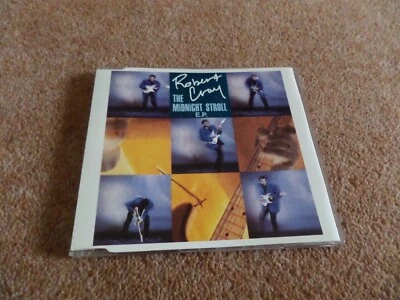 Robert
Cray
THE
MIDNIGHT STROLL
E.P.